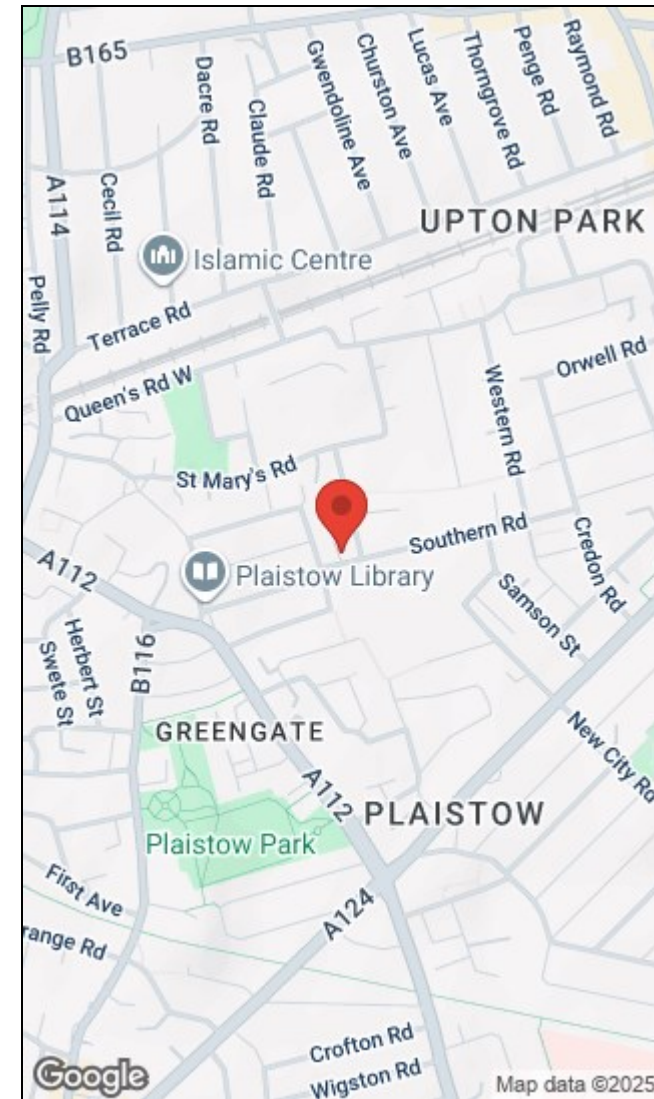 B165
Dacre Rd
Claude Rd
Gwendoline Ave
Churston Ave
Lucas Ave
Thorngrove Rd
Penge Rd
Raymond Rd
A114
Cecil Rd
UPTON PARK
Islamic Centre
Pelly Rd
Terrace Rd
Queen's Rd W
Orwell Rd
Western Rd
St Mary's Rd
Southern Rd
Credon Rd
A112
Plaistow Library
Samson St
Herbert St
Swete St
B116
GREENGATE
New City Rd
A112
PLAISTOW
Plaistow Park
First Ave
A124
range Rd
Crofton Rd
Wigston Rd
Google
Map data ©2025